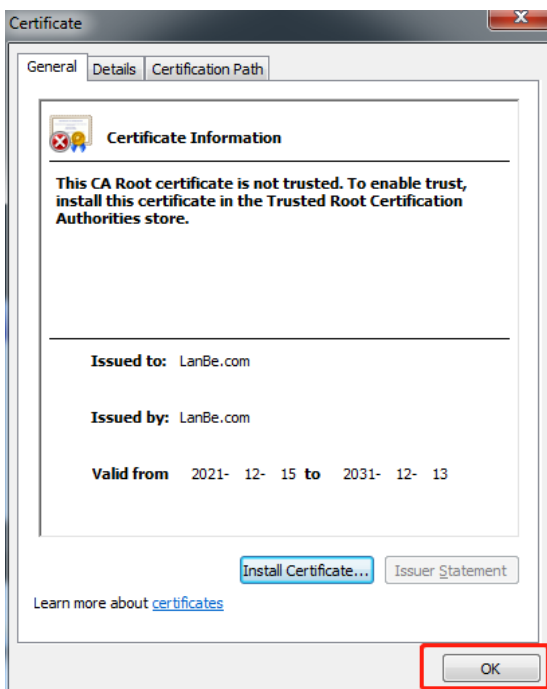 Certificate
General Details Certification Path
Certificate Information
This CA Root certificate is not trusted. To enable trust,
install this certificate in the Trusted Root Certification
Authorities store.
Issued to: LanBe.com
Issued by: LanBe.com
Valid from 2021- 12- 15 to 2031- 12- 13
Install Certificate... Issuer Statement
Learn more about certificates
OK